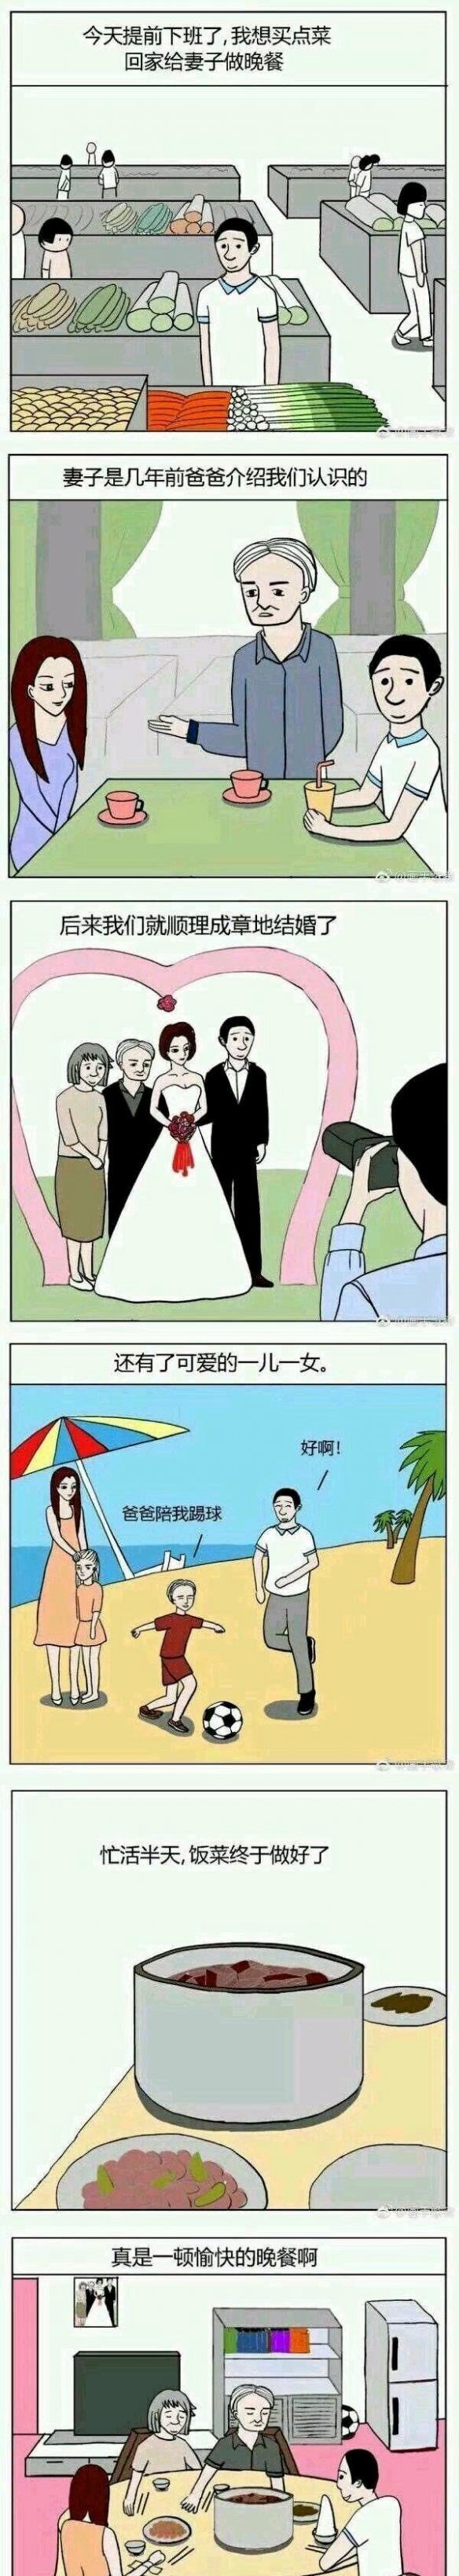 今天提前下班了,我想买点菜
回家给妻子做晚餐
妻子是几年前爸爸介绍我们认识的
后来我们就顺理成章地结婚了
还有了可爱的一儿一女。
好啊!
爸爸陪我踢球
忙活半天,饭菜终于做好了
真是一顿愉快的晚餐啊